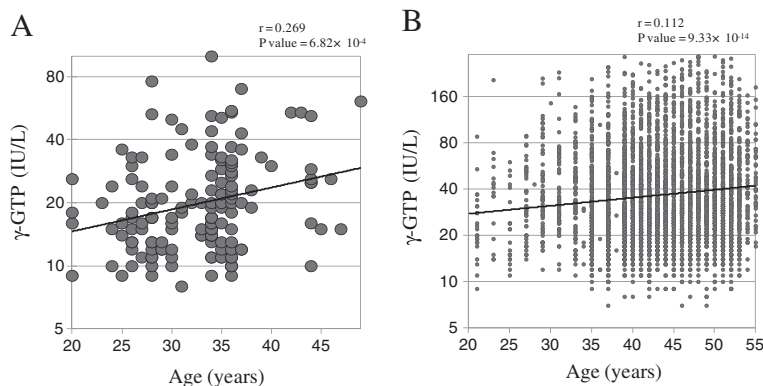 A
r = 0.269
P value = 6.82× 10-4
γ-GTP (IU/L)
80
40
20
10
5
20 25 30 35 40 45
Age (years)
B
r = 0.112
P value = 9.33× 10-14
γ-GTP (IU/L)
160
80
40
20
10
5
20 25 30 35 40 45 50 55
Age (years)